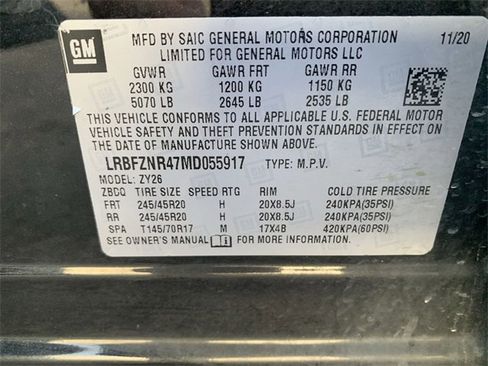 GM
MFD BY SAIC GENERAL MOTORS CORPORATION 11/20
LIMITED FOR GENERAL MOTORS LLC
GVWR GAWR FRT GAWR RR
2300 KG 1200 KG 1150 KG
5070 LB 2645 LB 2535 LB
THIS VEHICLE CONFORMS TO ALL APPLICABLE U.S. FEDERAL MOTOR
VEHICLE SAFETY AND THEFT PREVENTION STANDARDS IN EFFECT ON
THE DATE OF MANUFACTURE SHOWN ABOVE.
LRBFZNR47MD055917 TYPE: M.P.V.
MODEL: ZY26
ZBCQ TIRE SIZE SPEED RTG RIM COLD TIRE PRESSURE
FRT 245/45R20 H 20X8.5J 240KPA(35PSI)
RR 245/45R20 H 20X8.5J 240KPA(35PSI)
SPA T145/70R17 M 17X4B 420KPA(60PSI)
SEE OWNER'S MANUAL FOR MORE INFORMATION.